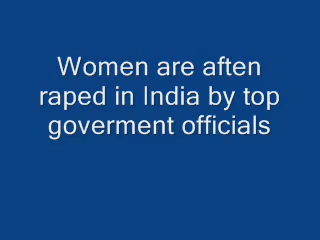 Women are aften
raped in India by top
goverment officials